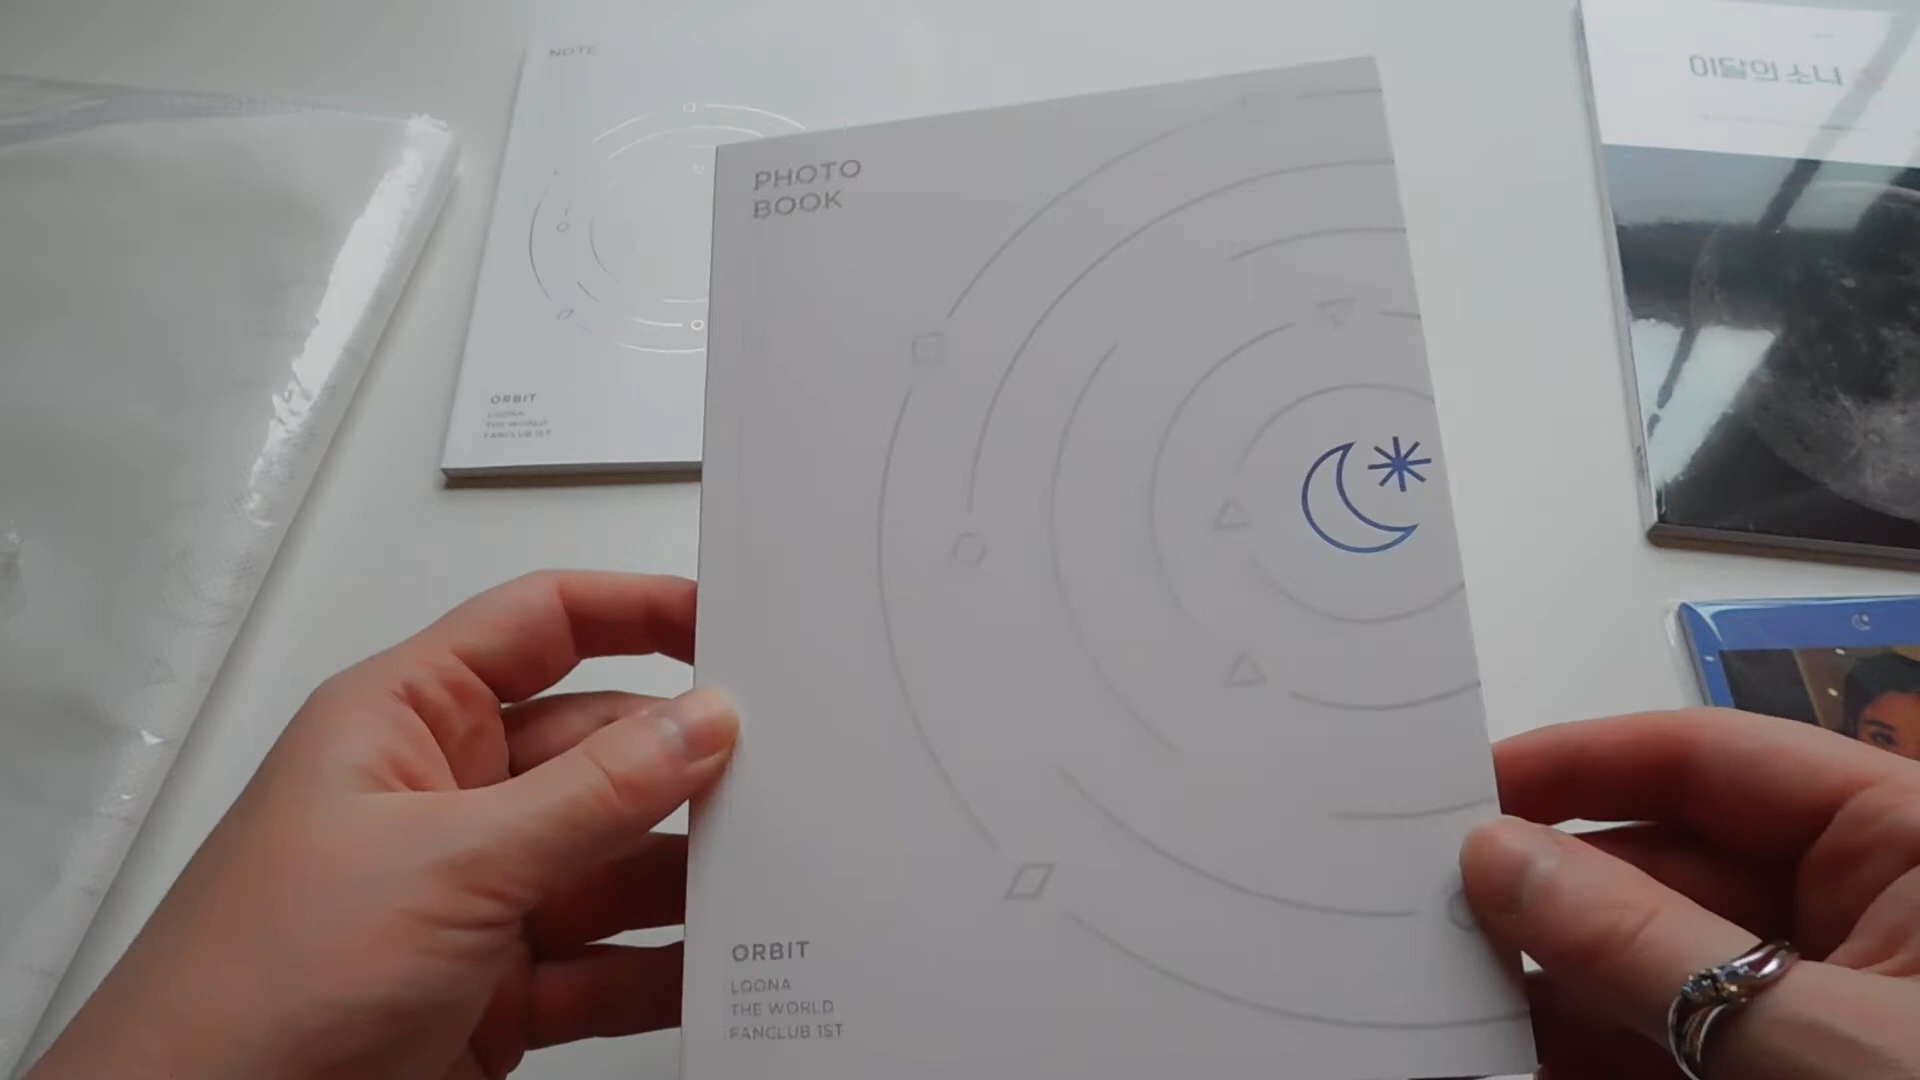 NOTE
ORBIT
LOONA
THE WORLD
FANCLUB 1ST
PHOTO
BOOK
ORBIT
LOONA
THE WORLD
FANCLUB 1ST
이달의 소녀